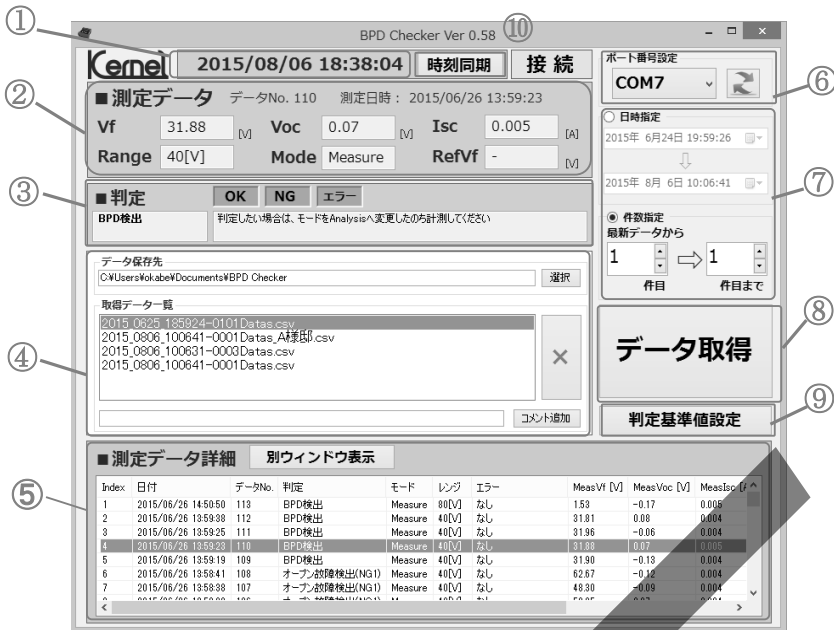 ① ⑩
BPD Checker Ver 0.58
Kernel 2015/08/06 18:38:04 時刻同期 接 続
② ■測定データ データNo. 110 測定日時： 2015/06/26 13:59:23
Vf 31.88 [V] Voc 0.07 [V] Isc 0.005 [A]
Range 40[V] Mode Measure RefVf - [V]
③ ■判定 OK NG エラー
BPD検出 判定したい場合は、モードをAnalysisへ変更したのち計測してください
データ保存先
C:¥Users¥okabe¥Documents¥BPD Checker 選択
取得データ一覧
2015_0625_185924-0101Datas.csv
2015_0806_100641-0001Datas_A様邸.csv
2015_0806_100631-0003Datas.csv
2015_0806_100641-0001Datas.csv
④ ×
コメント追加
ポート番号設定
COM7 ⑥
日時指定
2015年 6月24日 19:59:26
⇩
2015年 8月 6日 10:06:41 ⑦
件数指定
最新データから
1 ⇨ 1
件目 件目まで
データ取得 ⑧
判定基準値設定 ⑨
⑤ ■測定データ詳細 別ウィンドウ表示
Index 日付 データNo. 判定 モード レンジ エラー MeasVf [V] MeasVoc [V] MeasIsc [A
1 2015/06/26 14:50:50 113 BPD検出 Measure 80[V] なし 1.53 -0.17 0.005
2 2015/06/26 13:59:38 112 BPD検出 Measure 40[V] なし 31.81 0.08 0.004
3 2015/06/26 13:59:25 111 BPD検出 Measure 40[V] なし 31.96 -0.06 0.004
4 2015/06/26 13:59:23 110 BPD検出 Measure 40[V] なし 31.88 0.07 0.005
5 2015/06/26 13:59:19 109 BPD検出 Measure 40[V] なし 31.90 -0.13 0.004
6 2015/06/26 13:58:41 108 オープン故障検出(NG1) Measure 40[V] なし 62.67 -0.12 0.004
7 2015/06/26 13:58:38 107 オープン故障検出(NG1) Measure 40[V] なし 48.30 -0.09 0.004